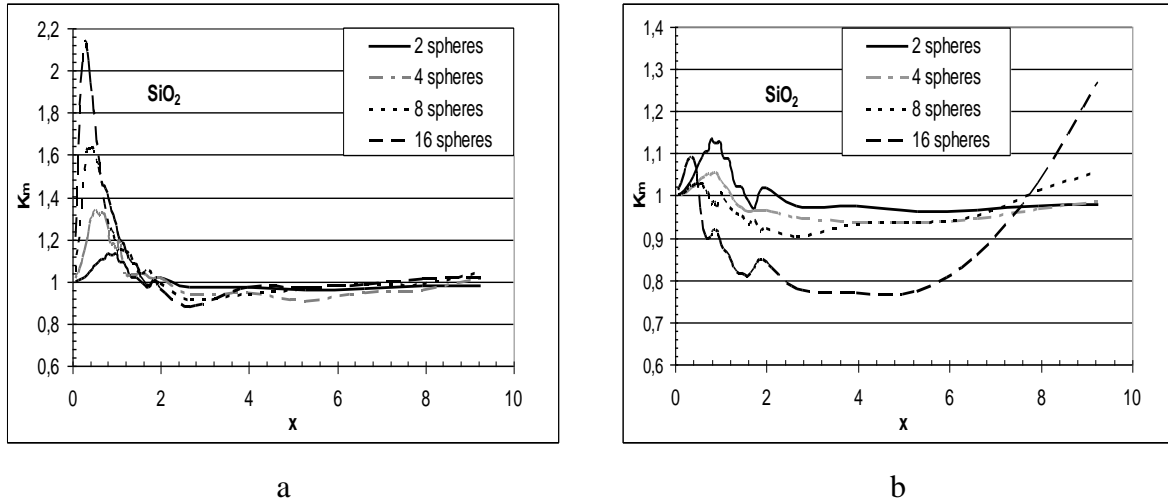 2,2
2
1,8
1,6
1,4
1,2
1
0,8
0,6
Km
SiO2
2 spheres
4 spheres
8 spheres
16 spheres
0 2 4 6 8 10
x
a
1,4
1,3
1,2
1,1
1,0
0,9
0,8
0,7
0,6
Km
SiO2
2 spheres
4 spheres
8 spheres
16 spheres
0 2 4 6 8 10
x
b